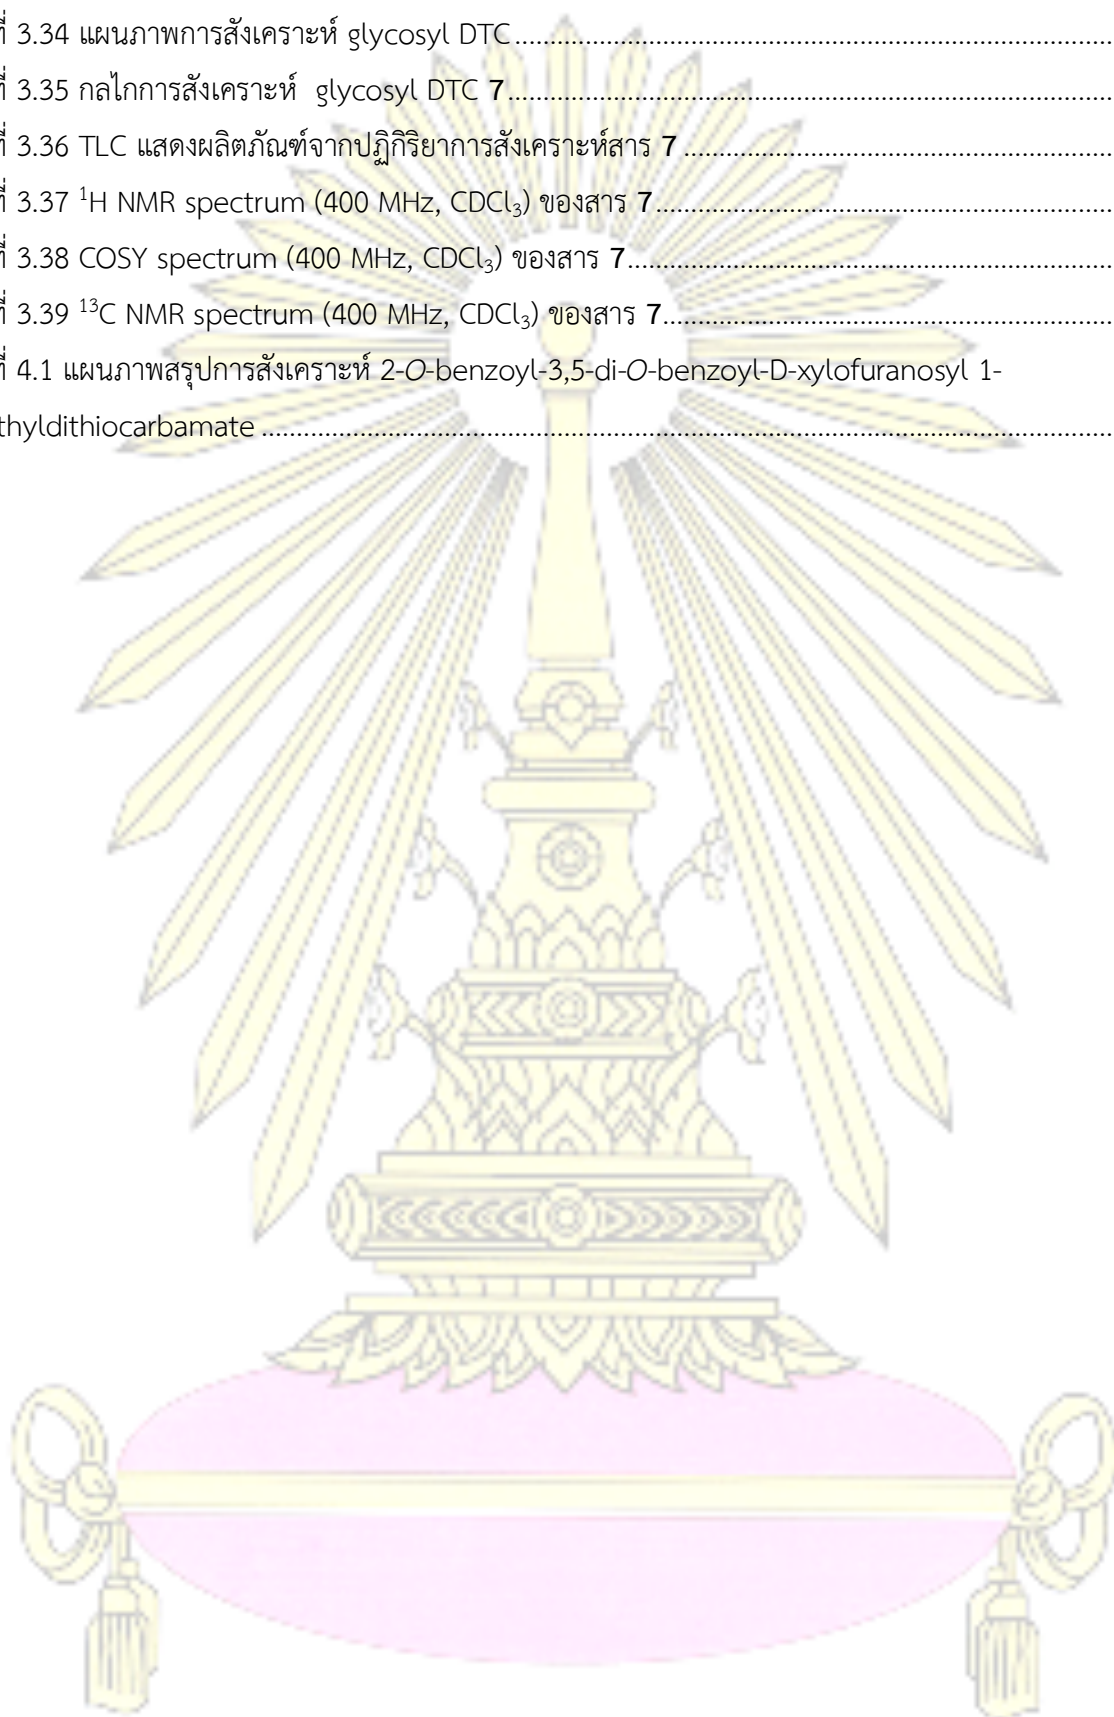 ที่ 3.34 แผนภาพการสังเคราะห์ glycosyl DTC
ที่ 3.35 กลไกการสังเคราะห์ glycosyl DTC 7
ที่ 3.36 TLC แสดงผลิตภัณฑ์จากปฏิกิริยาการสังเคราะห์สาร 7
ที่ 3.37 ¹H NMR spectrum (400 MHz, CDCl₃) ของสาร 7
ที่ 3.38 COSY spectrum (400 MHz, CDCl₃) ของสาร 7
ที่ 3.39 ¹³C NMR spectrum (400 MHz, CDCl₃) ของสาร 7
ที่ 4.1 แผนภาพสรุปการสังเคราะห์ 2-O-benzoyl-3,5-di-O-benzoyl-D-xylofuranosyl 1-
thyldithiocarbamate